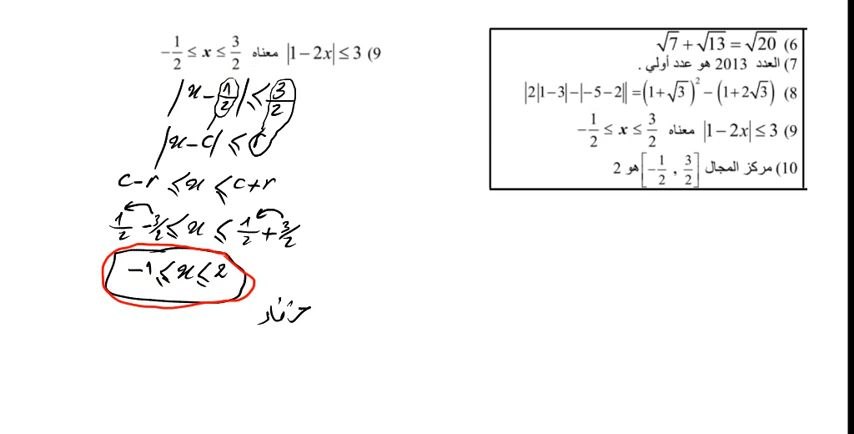 6) √7 + √13 = √20
7) العدد 2013 هو عدد أولي .
8) |2|1−3|−|−5−2|| = (1+√3)² − (1+2√3)
9) |1−2x| ≤ 3 معناه −1/2 ≤ x ≤ 3/2
10) مركز المجال [−1/2 , 3/2] هو 2
9) |1−2x| ≤ 3 معناه −1/2 ≤ x ≤ 3/2
|x − 1/2| ≤ 3/2
|x − c| ≤ r
c−r ≤ x ≤ c+r
1/2 − 3/2 ≤ x ≤ 1/2 + 3/2
−1 ≤ x ≤ 2